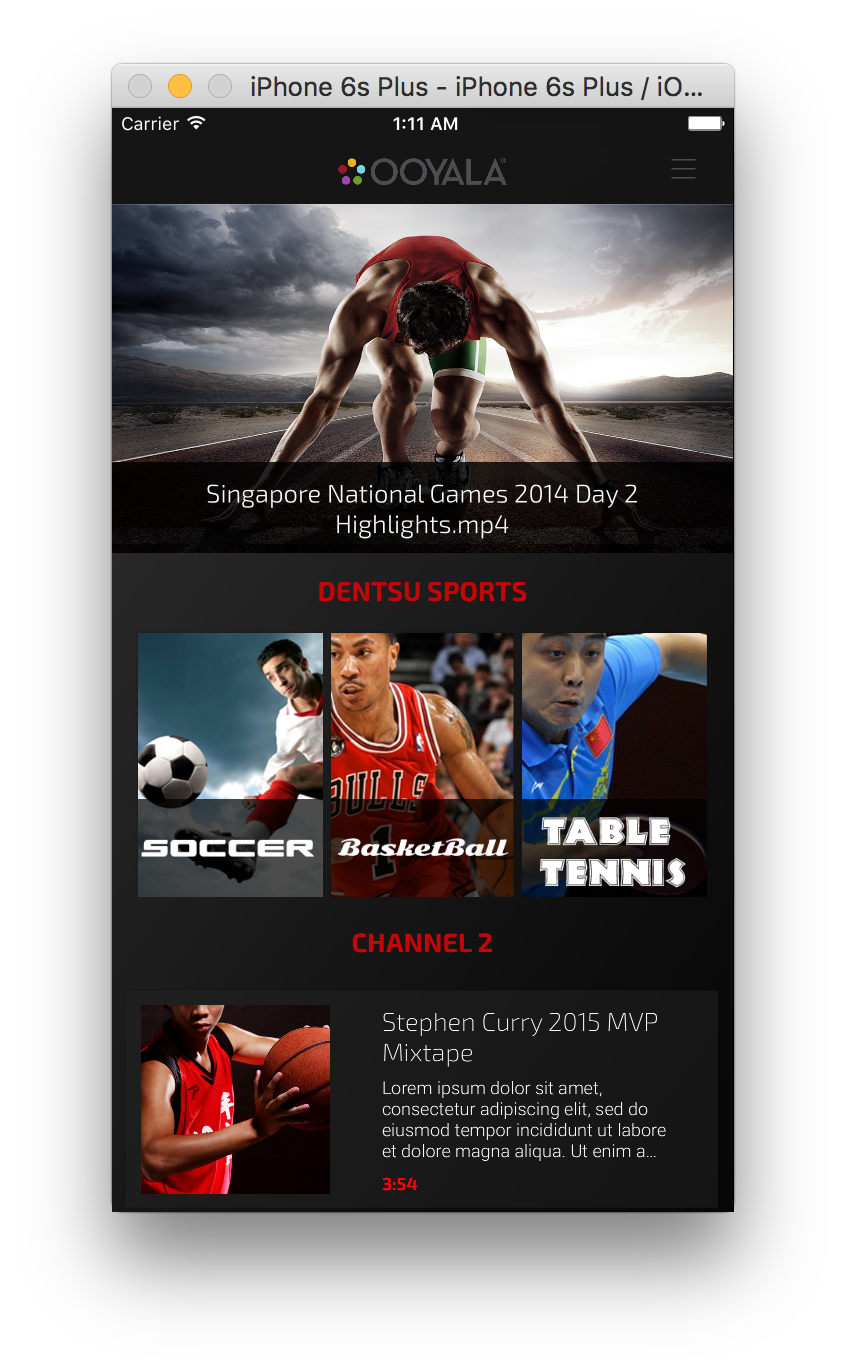 iPhone 6s Plus - iPhone 6s Plus / iO...
Carrier 1:11 AM
OOYALA
Singapore National Games 2014 Day 2
Highlights.mp4
DENTSU SPORTS
BULLS
1
SOCCER BasketBall TABLE
TENNIS
CHANNEL 2
Stephen Curry 2015 MVP
Mixtape
Lorem ipsum dolor sit amet,
consectetur adipiscing elit, sed do
eiusmod tempor incididunt ut labore
et dolore magna aliqua. Ut enim a...
3:54